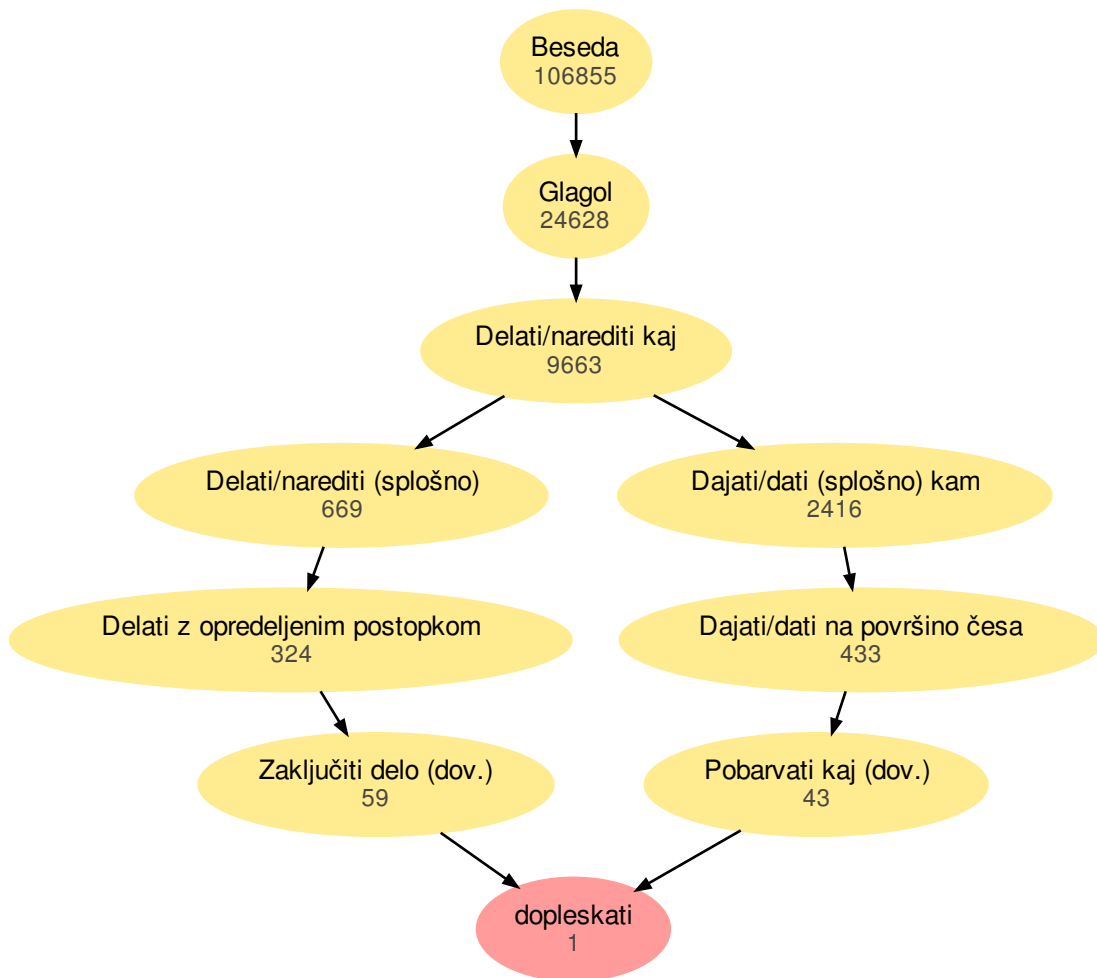 Beseda
106855
Glagol
24628
Delati/narediti kaj
9663
Delati/narediti (splošno)
669
Dajati/dati (splošno) kam
2416
Delati z opredeljenim postopkom
324
Dajati/dati na površino česa
433
Zaključiti delo (dov.)
59
Pobarvati kaj (dov.)
43
dopleskati
1